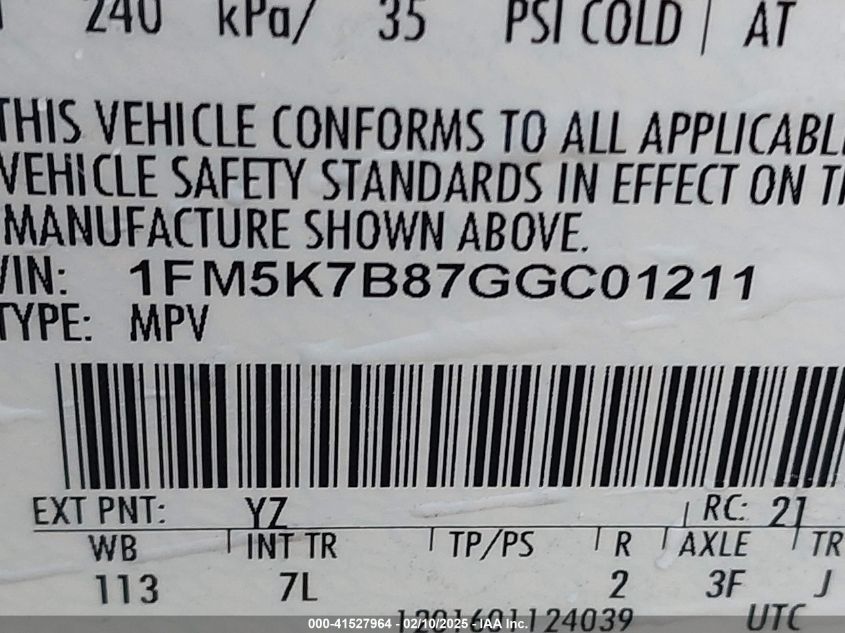 240 kPa/ 35 PSI COLD AT
THIS VEHICLE CONFORMS TO ALL APPLICABL
VEHICLE SAFETY STANDARDS IN EFFECT ON T
MANUFACTURE SHOWN ABOVE.
VIN: 1FM5K7B87GGC01211
TYPE: MPV
EXT PNT: YZ RC: 21
WB INT TR TP/PS R AXLE TR
113 7L 2 3F J
1201601124039 UTC
000-41527964 - 02/10/2025 - IAA Inc.